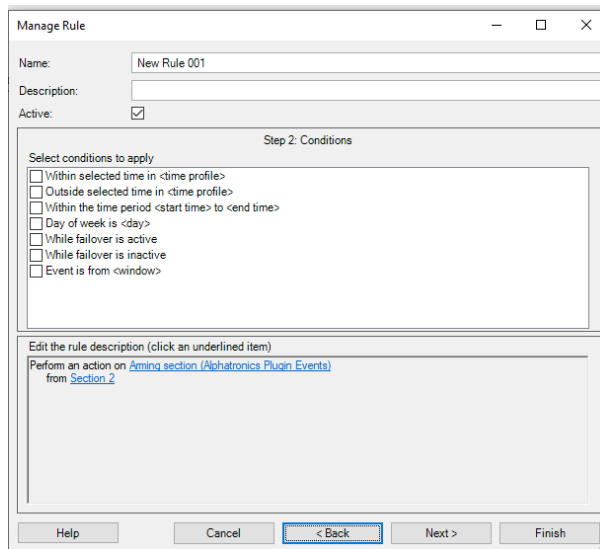 Manage Rule
Name:
New Rule 001
Description:
Active:
Step 2: Conditions
Select conditions to apply
Within selected time in <time profile>
Outside selected time in <time profile>
Within the time period <start time> to <end time>
Day of week is <day>
While failover is active
While failover is inactive
Event is from <window>
Edit the rule description (click an underlined item)
Perform an action on Arming section (Alphatronics Plugin Events)
from Section 2
Help
Cancel
< Back
Next >
Finish